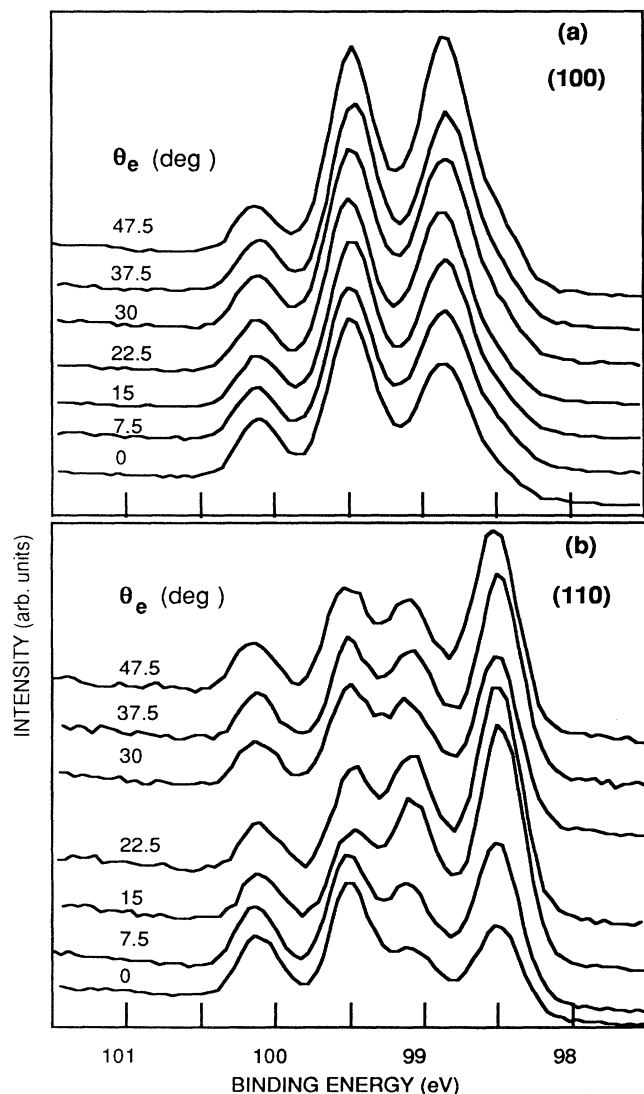 (a)
(100)
θe (deg )
47.5
37.5
30
22.5
15
7.5
0
INTENSITY (arb. units)
(b)
(110)
θe (deg )
47.5
37.5
30
22.5
15
7.5
0
101 100 99 98
BINDING ENERGY (eV)